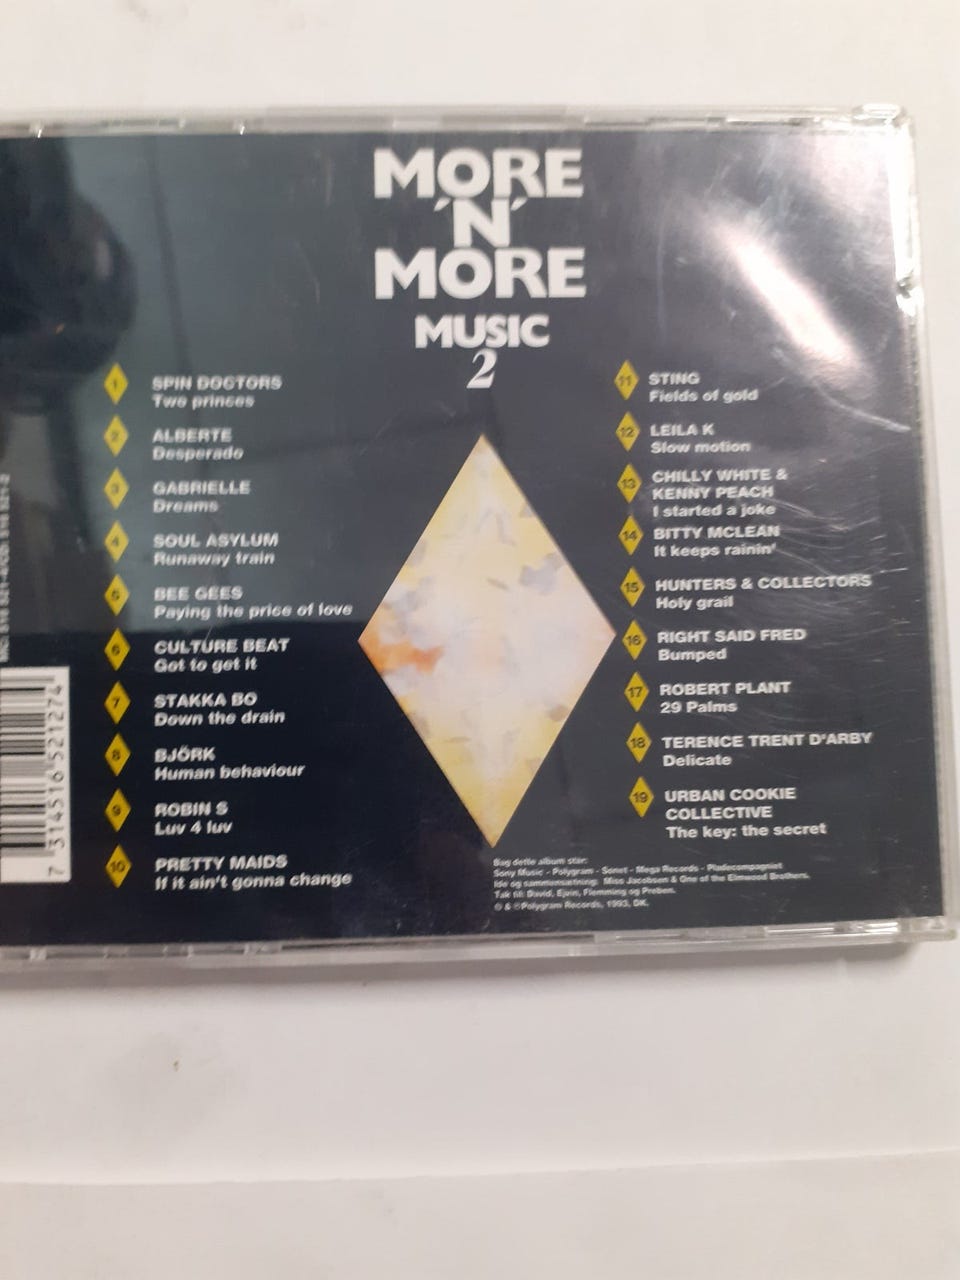 MORE
'N'
MORE
MUSIC
2
1 SPIN DOCTORS
Two princes
2 ALBERTE
Desperado
3 GABRIELLE
Dreams
4 SOUL ASYLUM
Runaway train
5 BEE GEES
Paying the price of love
6 CULTURE BEAT
Got to get it
7 STAKKA BO
Down the drain
8 BJÖRK
Human behaviour
9 ROBIN S
Luv 4 luv
10 PRETTY MAIDS
If it ain't gonna change
11 STING
Fields of gold
12 LEILA K
Slow motion
13 CHILLY WHITE &
KENNY PEACH
I started a joke
14 BITTY MCLEAN
It keeps rainin'
15 HUNTERS & COLLECTORS
Holy grail
16 RIGHT SAID FRED
Bumped
17 ROBERT PLANT
29 Palms
18 TERENCE TRENT D'ARBY
Delicate
19 URBAN COOKIE
COLLECTIVE
The key: the secret
Bag dette album står:
Sony Music - Polygram - Sonet - Mega Records - Pladecompagniet
Ide og sammensætning: Miss Jacobsen & One of the Elmwood Brothers.
Tak til: David, Ejvin, Flemming og Preben.
Polygram Records, 1993, DK.
7 314516 521274